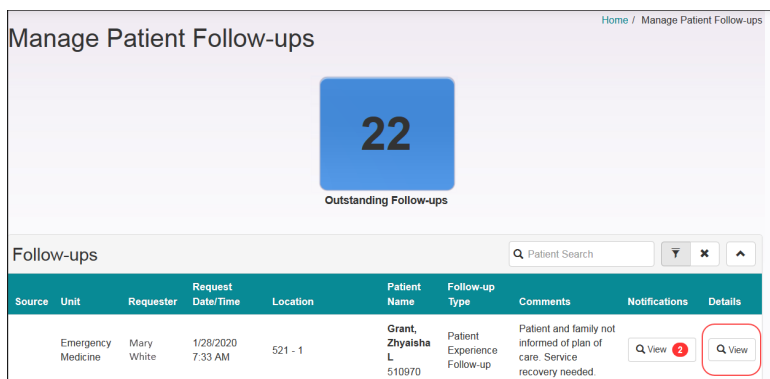 Home / Manage Patient Follow-ups
Manage Patient Follow-ups
22
Outstanding Follow-ups
Follow-ups
Patient Search
Source Unit Requester Request Date/Time Location Patient Name Follow-up Type Comments Notifications Details
Emergency Medicine
Mary White
1/28/2020
7:33 AM
521 - 1
Grant,
Zhyaisha
L
510970
Patient
Experience
Follow-up
Patient and family not
informed of plan of
care. Service
recovery needed.
View 2
View